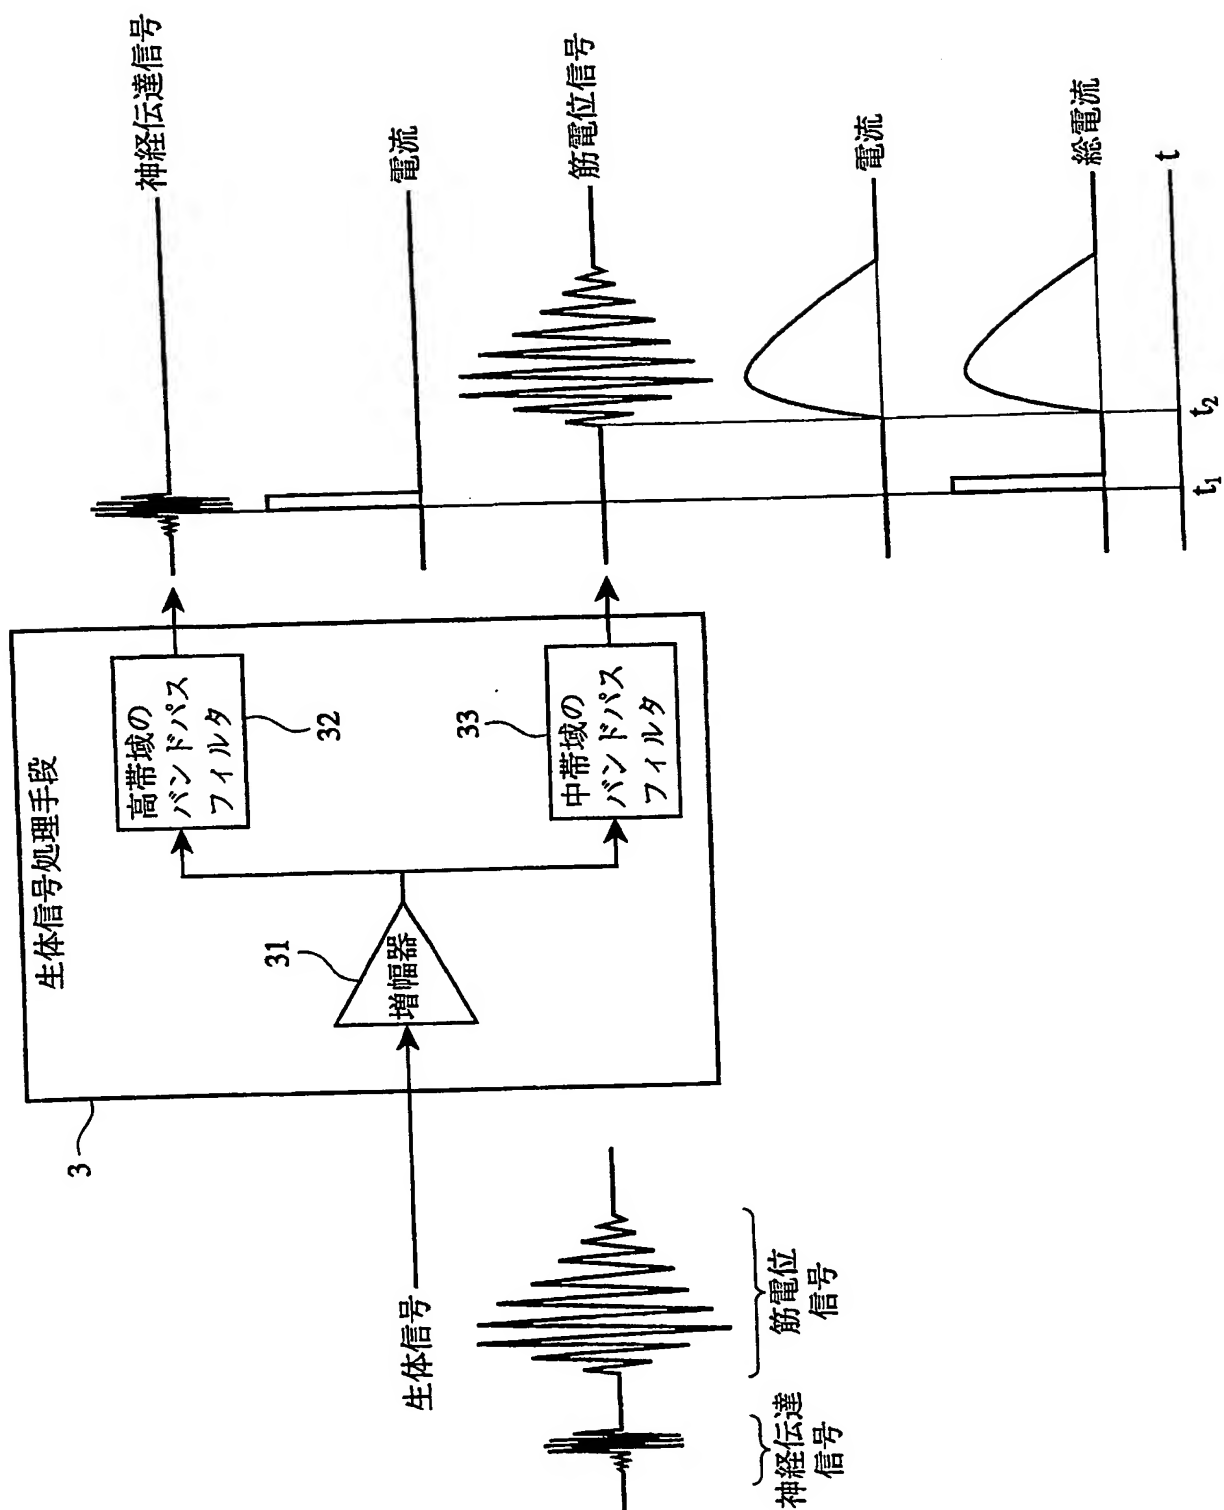 生体信号処理手段
3
生体信号
31
増幅器
高帯域の
バンドパス
フィルタ
32
33
中帯域の
バンドパス
フィルタ
神経伝達信号
電流
筋電位信号
電流
総電流
t
t1
t2
神経伝達
信号
筋電位
信号